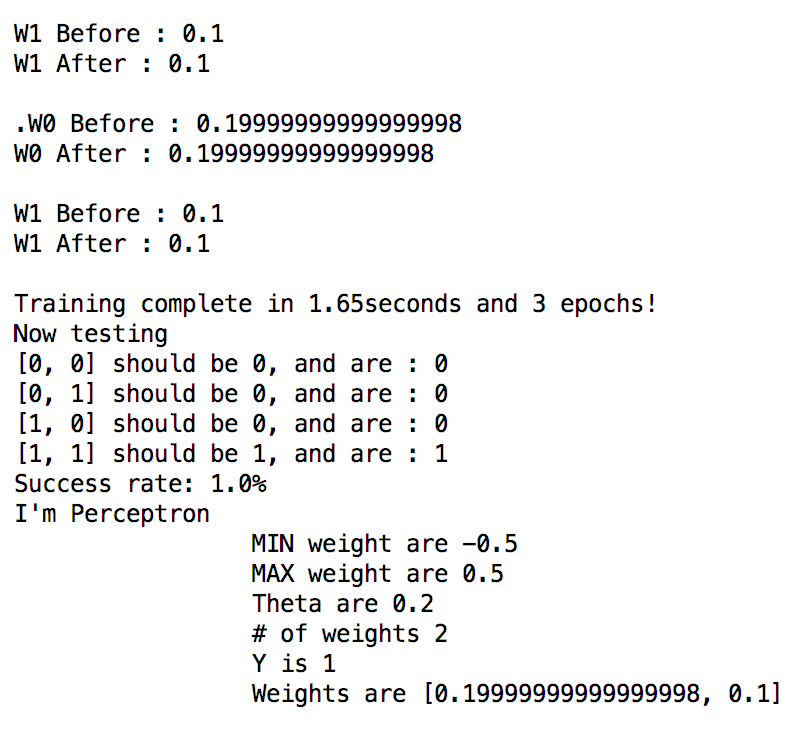 W1 Before : 0.1
W1 After : 0.1
.W0 Before : 0.19999999999999998
W0 After : 0.19999999999999998
W1 Before : 0.1
W1 After : 0.1
Training complete in 1.65seconds and 3 epochs!
Now testing
[0, 0] should be 0, and are : 0
[0, 1] should be 0, and are : 0
[1, 0] should be 0, and are : 0
[1, 1] should be 1, and are : 1
Success rate: 1.0%
I'm Perceptron
MIN weight are -0.5
MAX weight are 0.5
Theta are 0.2
# of weights 2
Y is 1
Weights are [0.19999999999999998, 0.1]